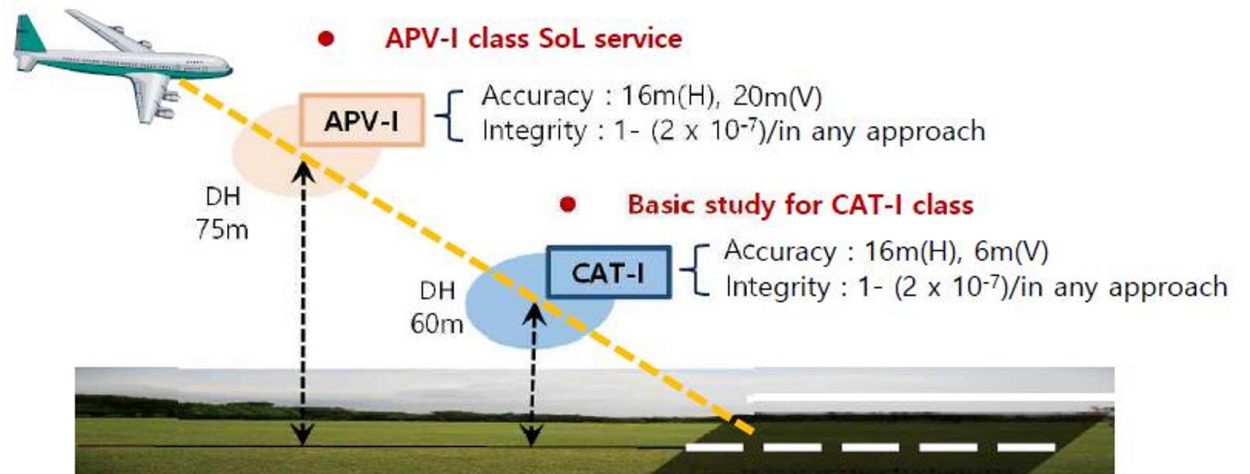 ● APV-I class SoL service
APV-I
Accuracy : 16m(H), 20m(V)
Integrity : 1- (2 x 10⁻⁷)/in any approach
DH
75m
● Basic study for CAT-I class
CAT-I
Accuracy : 16m(H), 6m(V)
Integrity : 1- (2 x 10⁻⁷)/in any approach
DH
60m